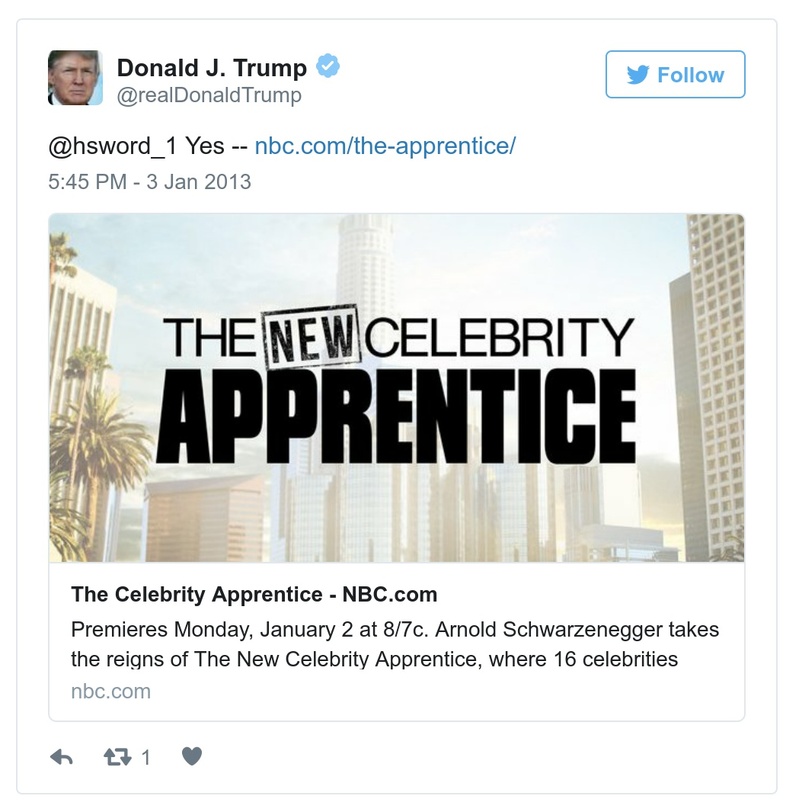 Donald J. Trump
@realDonaldTrump
Follow
@hsword_1 Yes -- nbc.com/the-apprentice/
5:45 PM - 3 Jan 2013
THE NEW CELEBRITY
APPRENTICE
The Celebrity Apprentice - NBC.com
Premieres Monday, January 2 at 8/7c. Arnold Schwarzenegger takes
the reigns of The New Celebrity Apprentice, where 16 celebrities
nbc.com
1